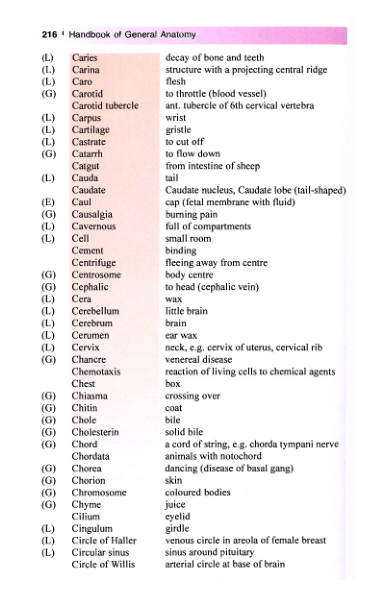 216 Handbook of General Anatomy
(L) Caries decay of bone and teeth
(L) Carina structure with a projecting central ridge
(L) Caro flesh
(G) Carotid to throttle (blood vessel)
Carotid tubercle ant. tubercle of 6th cervical vertebra
(L) Carpus wrist
(L) Cartilage gristle
(L) Castrate to cut off
(G) Catarrh to flow down
Catgut from intestine of sheep
(L) Cauda tail
Caudate Caudate nucleus, Caudate lobe (tail-shaped)
(E) Caul cap (fetal membrane with fluid)
(G) Causalgia burning pain
(L) Cavernous full of compartments
(L) Cell small room
Cement binding
Centrifuge fleeing away from centre
(G) Centrosome body centre
(G) Cephalic to head (cephalic vein)
(L) Cera wax
(L) Cerebellum little brain
(L) Cerebrum brain
(L) Cerumen ear wax
(L) Cervix neck, e.g. cervix of uterus, cervical rib
(G) Chancre venereal disease
Chemotaxis reaction of living cells to chemical agents
Chest box
(G) Chiasma crossing over
(G) Chitin coat
(G) Chole bile
(G) Cholesterin solid bile
(G) Chord a cord of string, e.g. chorda tympani nerve
Chordata animals with notochord
(G) Chorea dancing (disease of basal gang)
(G) Chorion skin
(G) Chromosome coloured bodies
(G) Chyme juice
Cilium eyelid
(L) Cingulum girdle
(L) Circle of Haller venous circle in areola of female breast
(L) Circular sinus sinus around pituitary
Circle of Willis arterial circle at base of brain